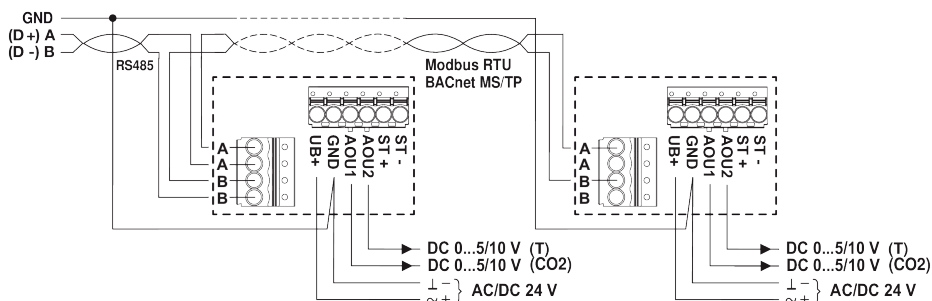 GND
(D+) A
(D -) B
RS485
Modbus RTU
BACnet MS/TP
A
A
B
B
UB+
GND
AOU1
AOU2
ST +
ST -
DC 0...5/10 V (T)
DC 0...5/10 V (CO2)
⊥ −
~ +
AC/DC 24 V
A
A
B
B
UB+
GND
AOU1
AOU2
ST +
ST -
DC 0...5/10 V (T)
DC 0...5/10 V (CO2)
⊥ −
~ +
AC/DC 24 V